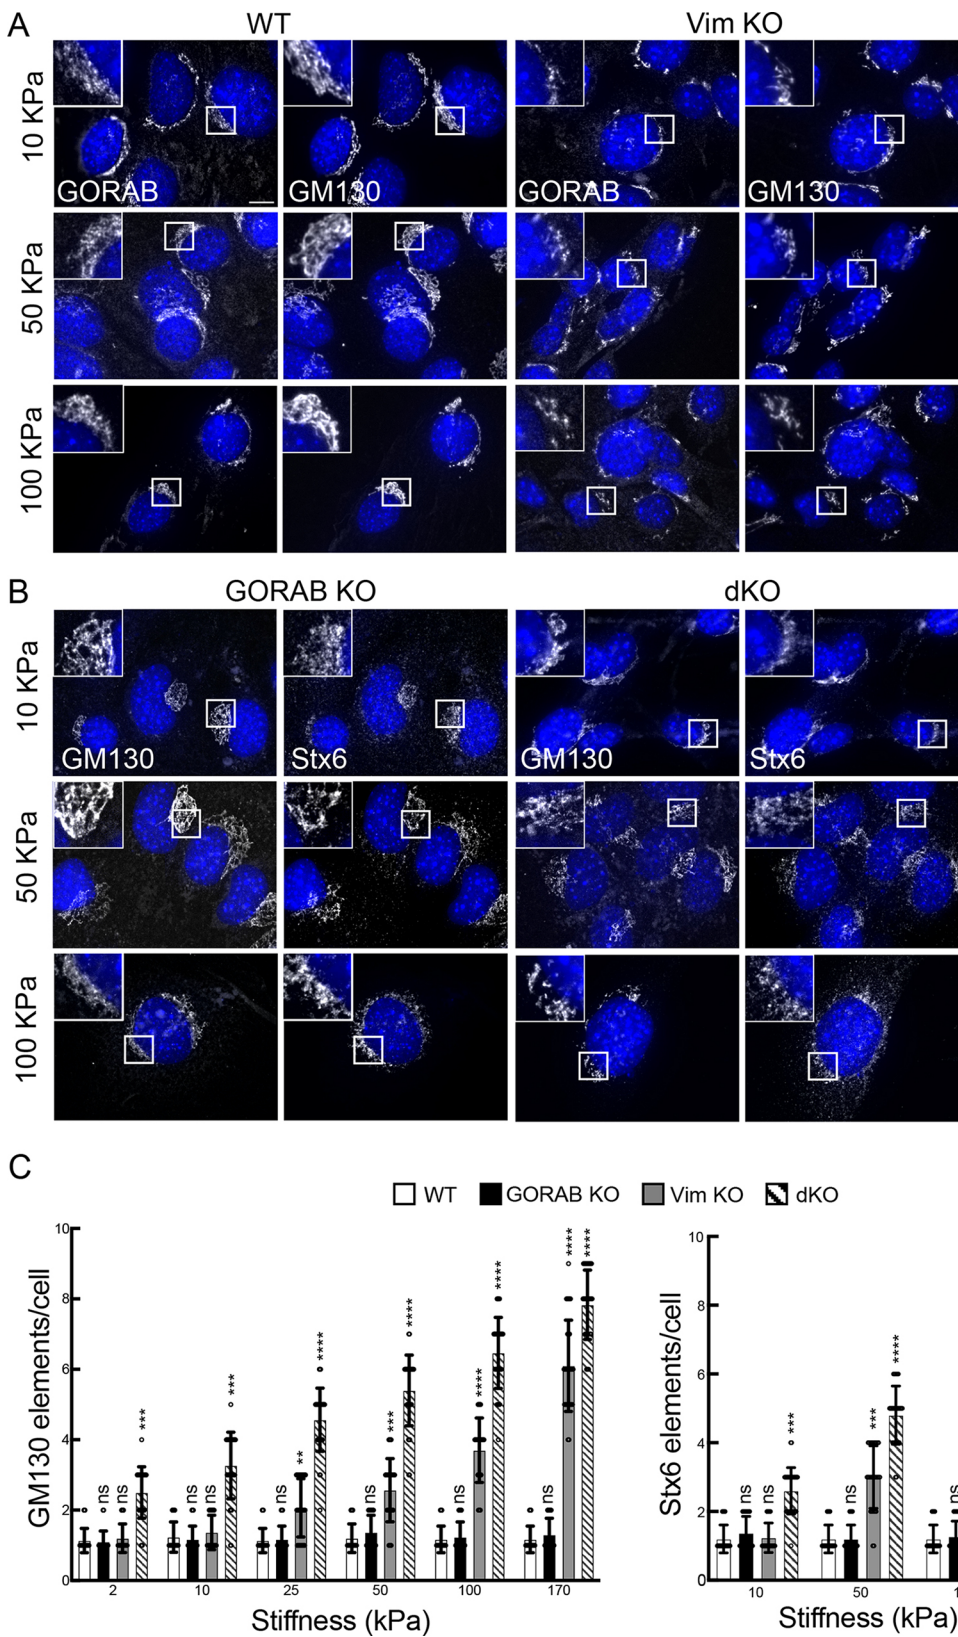 A
WT
Vim KO
10 KPa
GORAB
GM130
GORAB
GM130
50 KPa
100 KPa
B
GORAB KO
dKO
10 KPa
GM130
Stx6
GM130
Stx6
50 KPa
100 KPa
C
WT GORAB KO Vim KO dKO
GM130 elements/cell
10
8
6
4
2
0
ns ns ***
ns ns ***
ns ** ****
ns *** ****
ns **** ****
ns **** ****
2 10 25 50 100 170
Stiffness (kPa)
Stx6 elements/cell
10
8
6
4
2
0
ns ns ***
ns *** ****
ns
10 50 1
Stiffness (kPa)